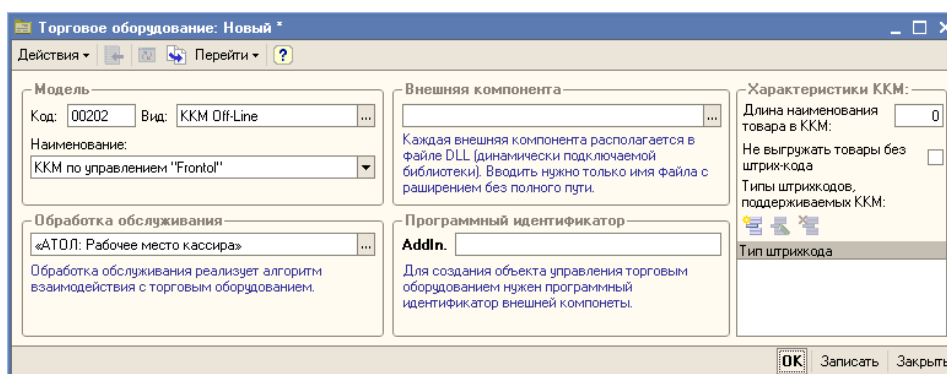 Торговое оборудование: Новый *
Действия Перейти ?
Модель
Код: 00202 Вид: ККМ Off-Line ...
Наименование:
ККМ по управлением "Frontol"
Обработка обслуживания
«АТОЛ: Рабочее место кассира» ...
Обработка обслуживания реализует алгоритм
взаимодействия с торговым оборудованием.
Внешняя компонента
...
Каждая внешняя компонента располагается в
файле DLL (динамически подключаемой
библиотеки). Вводить нужно только имя файла с
раширением без полного пути.
Программный идентификатор
AddIn.
Для создания объекта управления торговым
оборудованием нужен программный
идентификатор внешней компонеты.
Характеристики ККМ:
Длина наименования
товара в ККМ: 0
Не выгружать товары без
штрих-кода
Типы штрихкодов,
поддерживаемых ККМ:
Тип штрихкода
OK Записать Закрыть